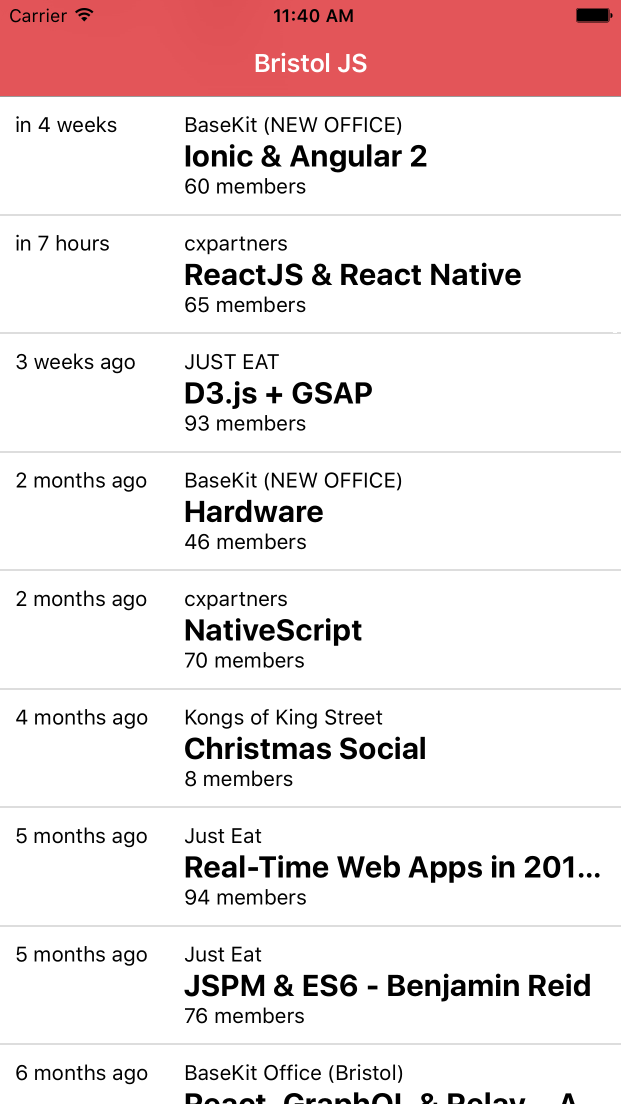 Carrier 11:40 AM
Bristol JS
in 4 weeks BaseKit (NEW OFFICE)
Ionic & Angular 2
60 members
in 7 hours cxpartners
ReactJS & React Native
65 members
3 weeks ago JUST EAT
D3.js + GSAP
93 members
2 months ago BaseKit (NEW OFFICE)
Hardware
46 members
2 months ago cxpartners
NativeScript
70 members
4 months ago Kongs of King Street
Christmas Social
8 members
5 months ago Just Eat
Real-Time Web Apps in 201...
94 members
5 months ago Just Eat
JSPM & ES6 - Benjamin Reid
76 members
6 months ago BaseKit Office (Bristol)
React, GraphQL & Relay